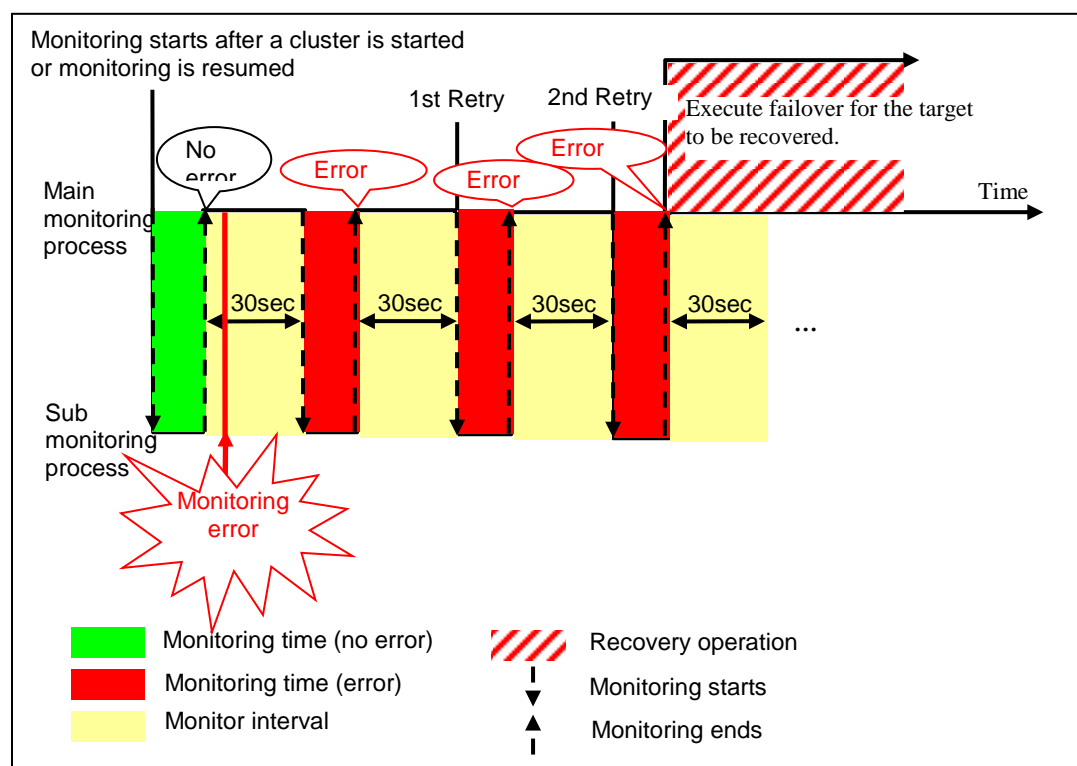 Monitoring starts after a cluster is started
or monitoring is resumed
1st Retry
2nd Retry
Execute failover for the target
to be recovered.
No
error
Error
Error
Error
Time
Main
monitoring
process
30sec
30sec
30sec
30sec
...
Sub
monitoring
process
Monitoring
error
Monitoring time (no error)
Monitoring time (error)
Monitor interval
Recovery operation
Monitoring starts
Monitoring ends